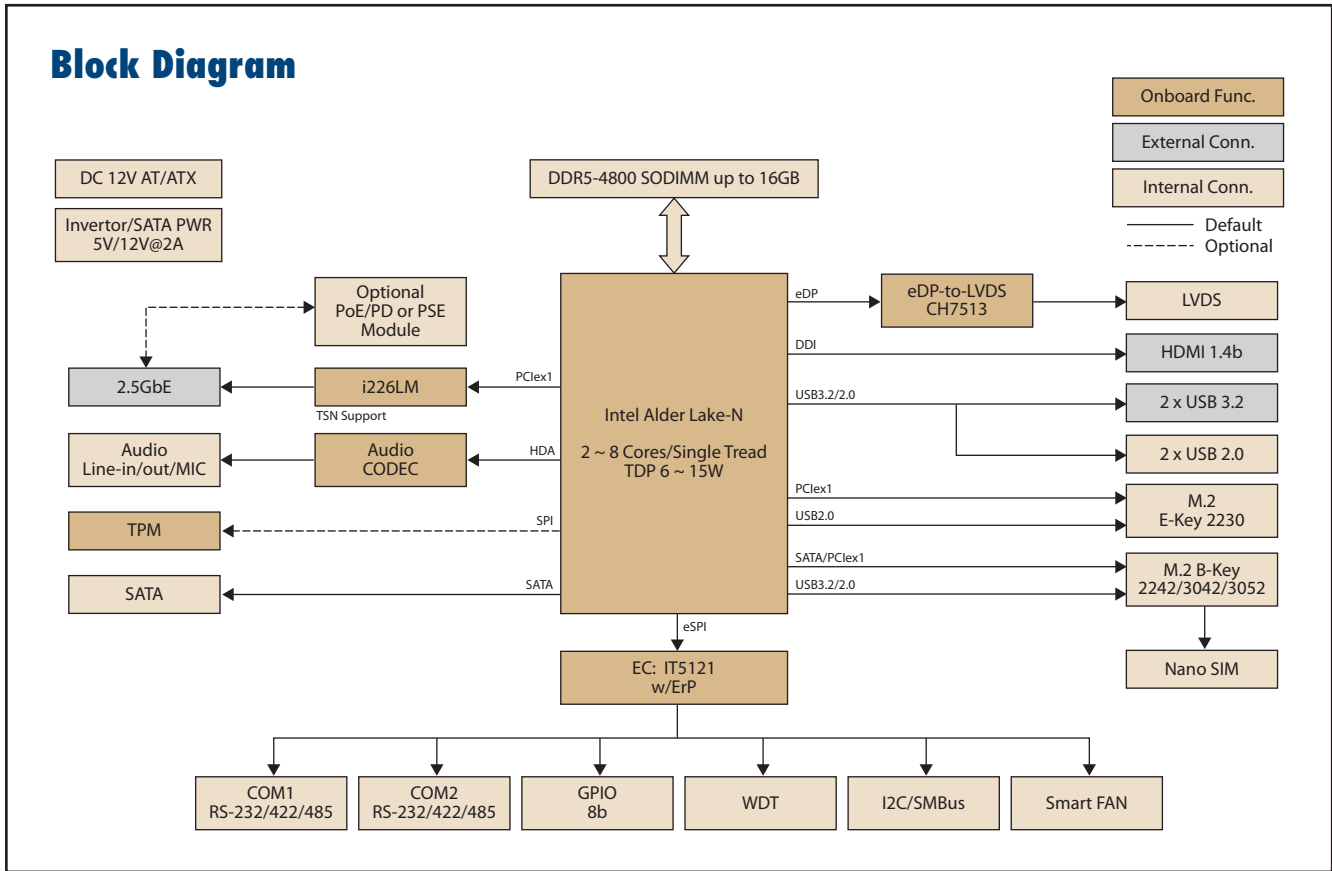 Block Diagram
Onboard Func.
External Conn.
Internal Conn.
Default
Optional
DC 12V AT/ATX
Invertor/SATA PWR
5V/12V@2A
DDR5-4800 SODIMM up to 16GB
Optional
PoE/PD or PSE
Module
2.5GbE
i226LM
TSN Support
PCIex1
Audio
Line-in/out/MIC
Audio
CODEC
HDA
TPM
SPI
SATA
SATA
Intel Alder Lake-N
2 ~ 8 Cores/Single Tread
TDP 6 ~ 15W
eDP
eDP-to-LVDS
CH7513
LVDS
DDI
HDMI 1.4b
USB3.2/2.0
2 x USB 3.2
2 x USB 2.0
PCIex1
USB2.0
M.2
E-Key 2230
SATA/PCIex1
USB3.2/2.0
M.2 B-Key
2242/3042/3052
Nano SIM
eSPI
EC: IT5121
w/ErP
COM1
RS-232/422/485
COM2
RS-232/422/485
GPIO
8b
WDT
I2C/SMBus
Smart FAN